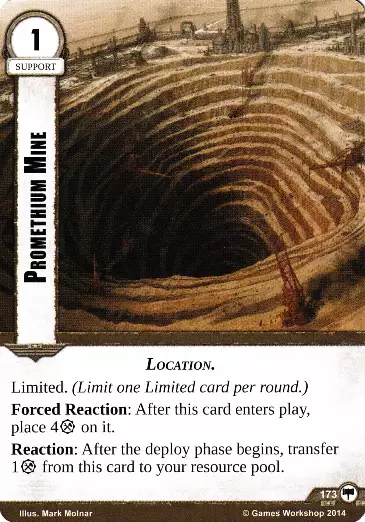 1
SUPPORT
PROMETHIUM MINE
LOCATION.
Limited. (Limit one Limited card per round.)
Forced Reaction: After this card enters play,
place 4 on it.
Reaction: After the deploy phase begins, transfer
1 from this card to your resource pool.
173
Illus. Mark Molnar
© Games Workshop 2014